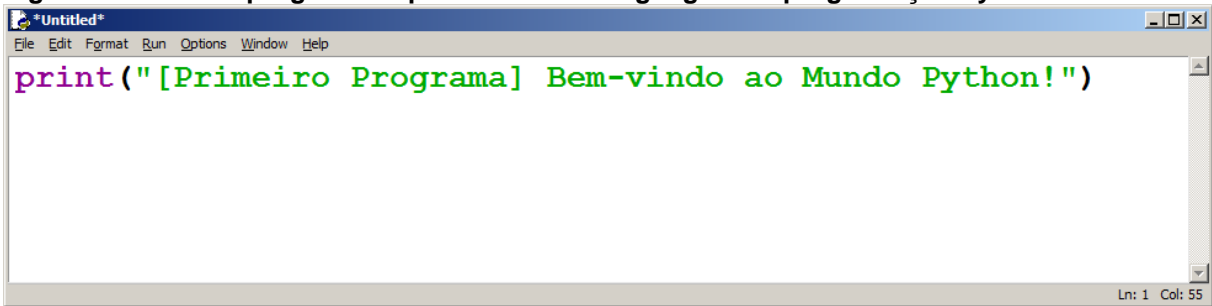 *Untitled*
File Edit Format Run Options Window Help
print("[Primeiro Programa] Bem-vindo ao Mundo Python!")
Ln: 1 Col: 55